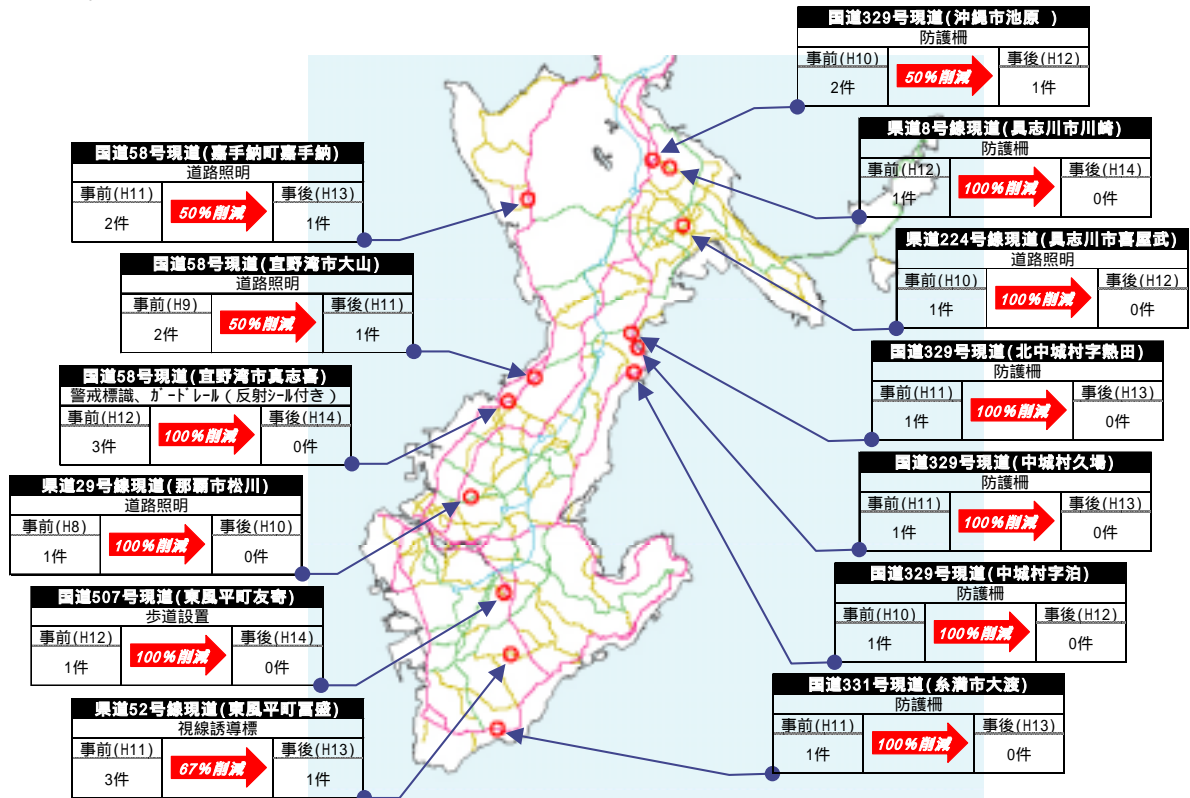 国道329号現道(沖縄市池原 )
防護柵
事前(H10) 事後(H12)
2件 50%削減 1件
県道8号線現道(具志川市川崎)
防護柵
事前(H12) 事後(H14)
1件 100%削減 0件
県道224号線現道(具志川市喜屋武)
道路照明
事前(H10) 事後(H12)
1件 100%削減 0件
国道329号現道(北中城村字熱田)
防護柵
事前(H11) 事後(H13)
1件 100%削減 0件
国道329号現道(中城村久場)
防護柵
事前(H11) 事後(H13)
1件 100%削減 0件
国道329号現道(中城村字泊)
防護柵
事前(H10) 事後(H12)
1件 100%削減 0件
国道331号現道(糸満市大渡)
防護柵
事前(H11) 事後(H13)
1件 100%削減 0件
国道58号現道(嘉手納町嘉手納)
道路照明
事前(H11) 事後(H13)
2件 50%削減 1件
国道58号現道(宜野湾市大山)
道路照明
事前(H9) 事後(H11)
2件 50%削減 1件
国道58号現道(宜野湾市真志喜)
警戒標識、ガードレール(反射シール付き)
事前(H12) 事後(H14)
3件 100%削減 0件
県道29号線現道(那覇市松川)
道路照明
事前(H8) 事後(H10)
1件 100%削減 0件
国道507号現道(東風平町友寄)
歩道設置
事前(H12) 事後(H14)
1件 100%削減 0件
県道52号線現道(東風平町冨盛)
視線誘導標
事前(H11) 事後(H13)
3件 67%削減 1件